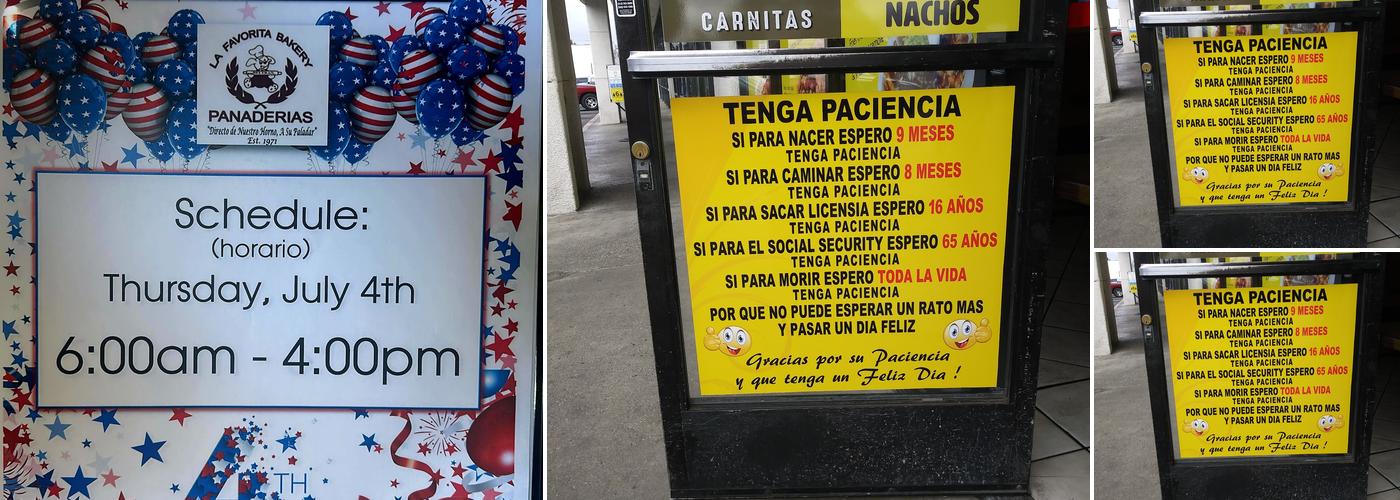 LA FAVORITA BAKERY
PANADERIAS
"Directo de Nuestro Horno, A Su Paladar"
Est. 1971
Schedule:
(horario)
Thursday, July 4th
6:00am - 4:00pm
4TH
CARNITAS
NACHOS
TENGA PACIENCIA
SI PARA NACER ESPERO 9 MESES
TENGA PACIENCIA
SI PARA CAMINAR ESPERO 8 MESES
TENGA PACIENCIA
SI PARA SACAR LICENSIA ESPERO 16 AÑOS
TENGA PACIENCIA
SI PARA EL SOCIAL SECURITY ESPERO 65 AÑOS
TENGA PACIENCIA
SI PARA MORIR ESPERO TODA LA VIDA
TENGA PACIENCIA
POR QUE NO PUEDE ESPERAR UN RATO MAS
Y PASAR UN DIA FELIZ
Gracias por su Paciencia
y que tenga un Feliz Dia !
TENGA PACIENCIA
SI PARA NACER ESPERO 9 MESES
TENGA PACIENCIA
SI PARA CAMINAR ESPERO 8 MESES
TENGA PACIENCIA
SI PARA SACAR LICENSIA ESPERO 16 AÑOS
TENGA PACIENCIA
SI PARA EL SOCIAL SECURITY ESPERO 65 AÑOS
TENGA PACIENCIA
SI PARA MORIR ESPERO TODA LA VIDA
TENGA PACIENCIA
POR QUE NO PUEDE ESPERAR UN RATO MAS
Y PASAR UN DIA FELIZ
Gracias por su Paciencia
y que tenga un Feliz Dia !
TENGA PACIENCIA
SI PARA NACER ESPERO 9 MESES
TENGA PACIENCIA
SI PARA CAMINAR ESPERO 8 MESES
TENGA PACIENCIA
SI PARA SACAR LICENSIA ESPERO 16 AÑOS
TENGA PACIENCIA
SI PARA EL SOCIAL SECURITY ESPERO 65 AÑOS
TENGA PACIENCIA
SI PARA MORIR ESPERO TODA LA VIDA
TENGA PACIENCIA
POR QUE NO PUEDE ESPERAR UN RATO MAS
Y PASAR UN DIA FELIZ
Gracias por su Paciencia
y que tenga un Feliz Dia !